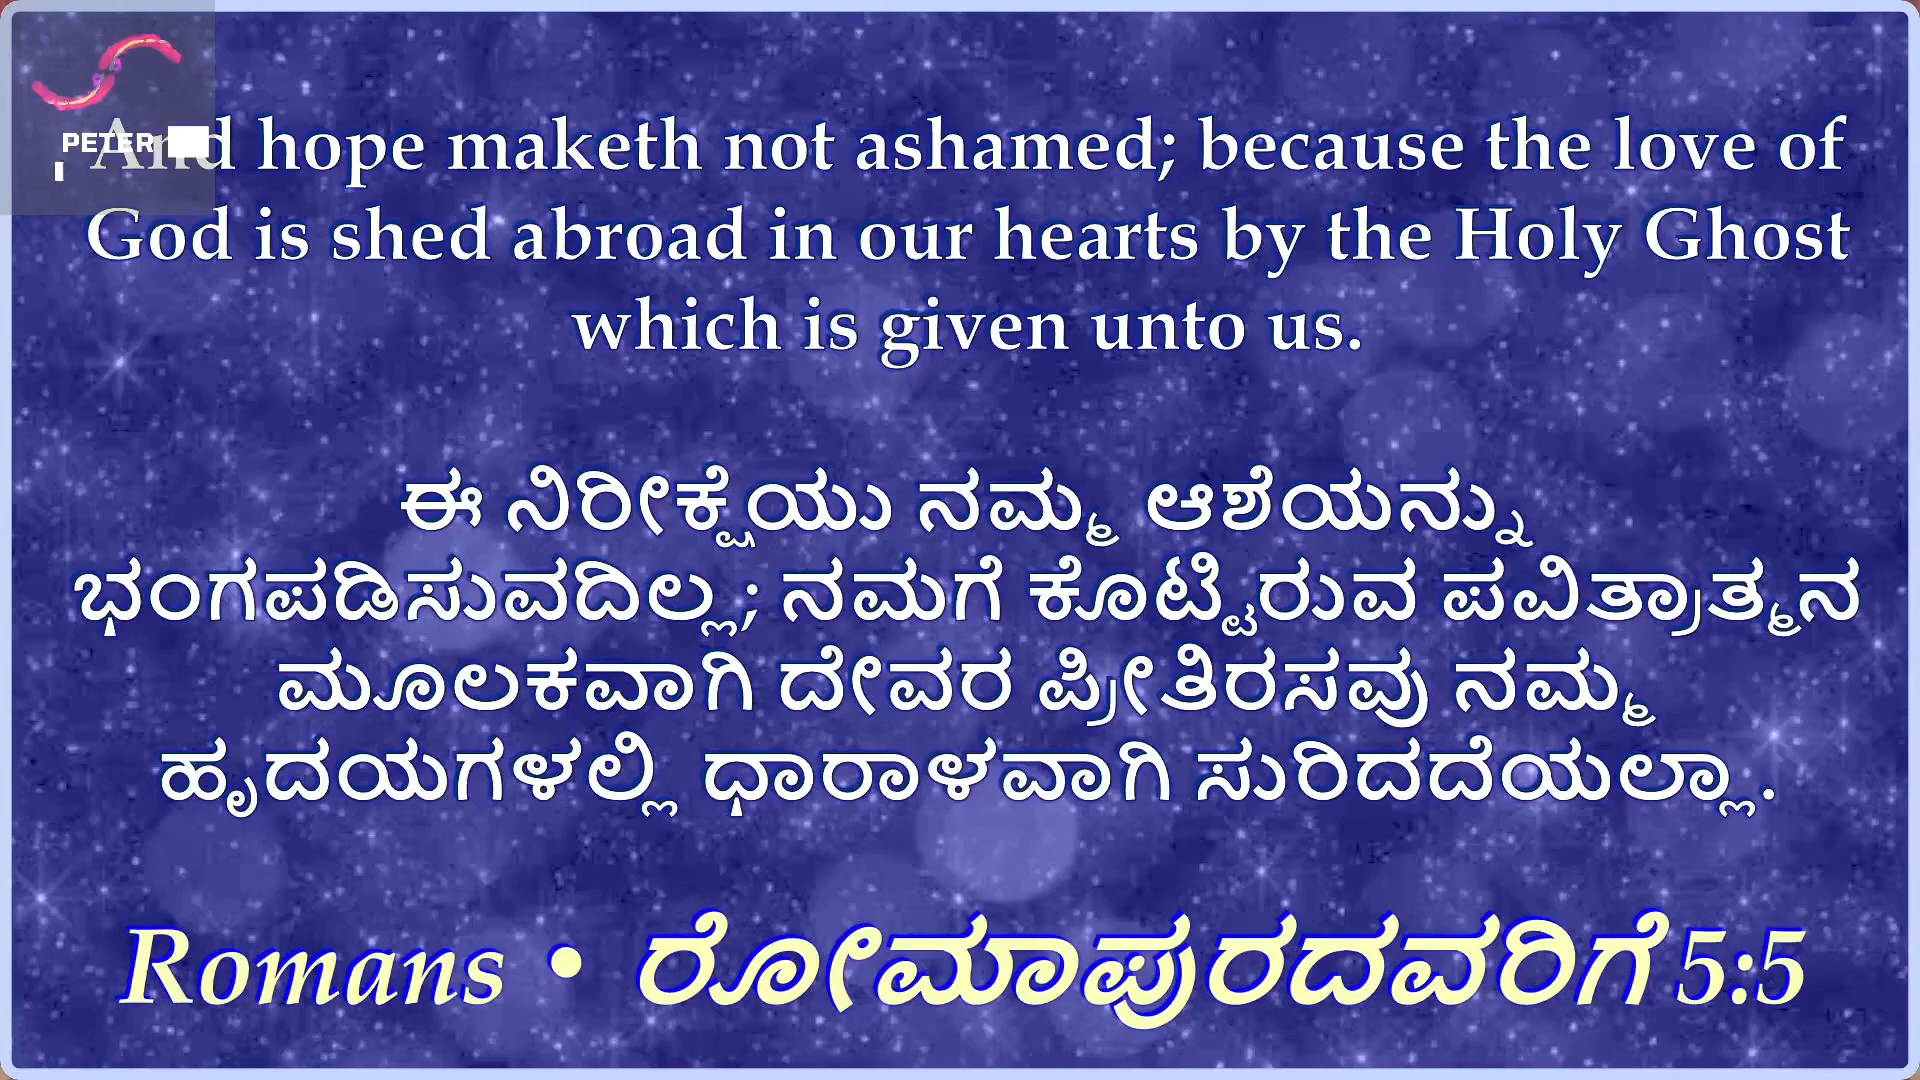 PETER
And hope maketh not ashamed; because the love of
God is shed abroad in our hearts by the Holy Ghost
which is given unto us.
ಈ ನಿರೀಕ್ಷೆಯು ನಮ್ಮ ಆಶೆಯನ್ನು
ಭಂಗಪಡಿಸುವದಿಲ್ಲ; ನಮಗೆ ಕೊಟ್ಟಿರುವ ಪವಿತ್ರಾತ್ಮನ
ಮೂಲಕವಾಗಿ ದೇವರ ಪ್ರೀತಿರಸವು ನಮ್ಮ
ಹೃದಯಗಳಲ್ಲಿ ಧಾರಾಳವಾಗಿ ಸುರಿದದೆಯಲ್ಲಾ.
Romans • ರೋಮಾಪುರದವರಿಗೆ 5:5